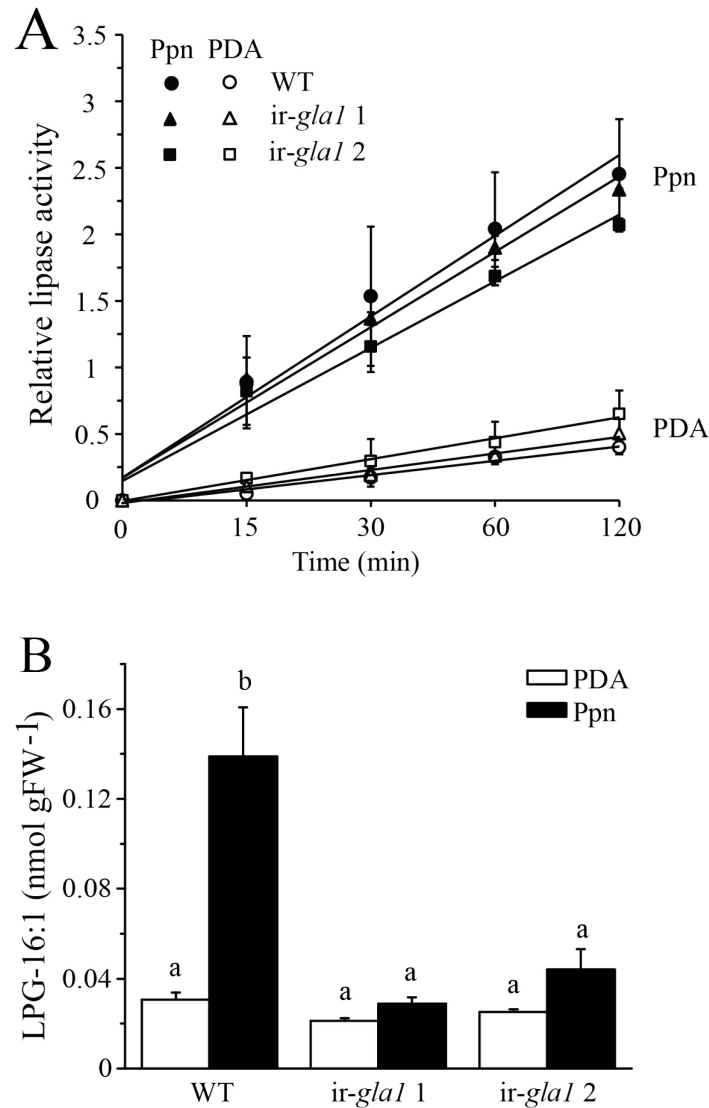 A
3.5
3
2.5
2
1.5
1
0.5
0
Relative lipase activity
Ppn PDA
WT
ir-gla1 1
ir-gla1 2
Ppn
PDA
0 15 30 60 120
Time (min)
B
LPG-16:1 (nmol gFW-1)
0.16
0.12
0.08
0.04
0
PDA
Ppn
a b a a a a
WT ir-gla1 1 ir-gla1 2